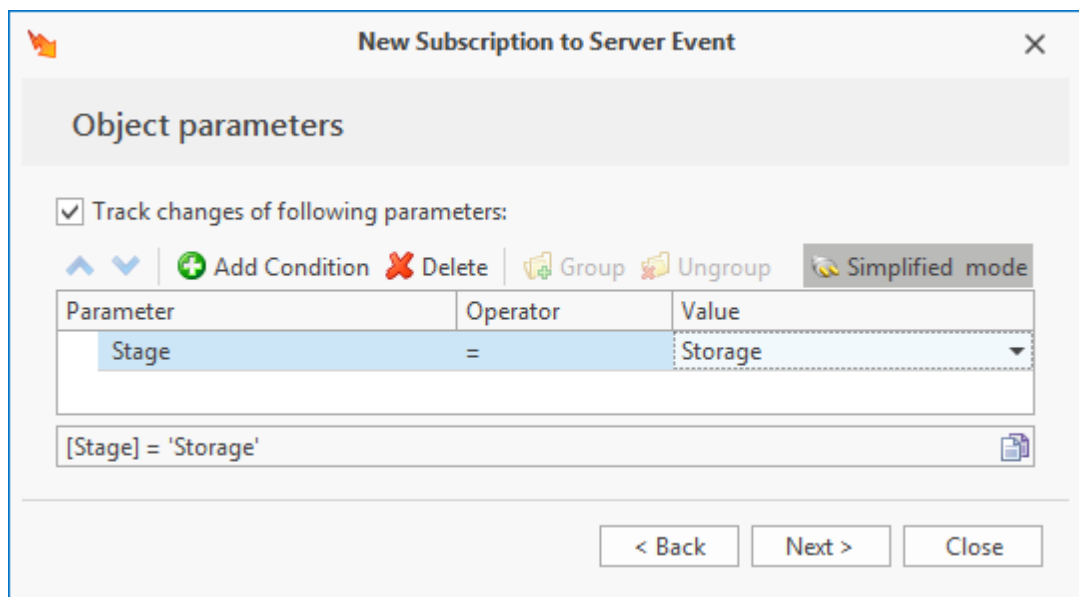 New Subscription to Server Event
Object parameters
Track changes of following parameters:
Add Condition Delete Group Ungroup Simplified mode
Parameter Operator Value
Stage = Storage
[Stage] = 'Storage'
< Back Next > Close